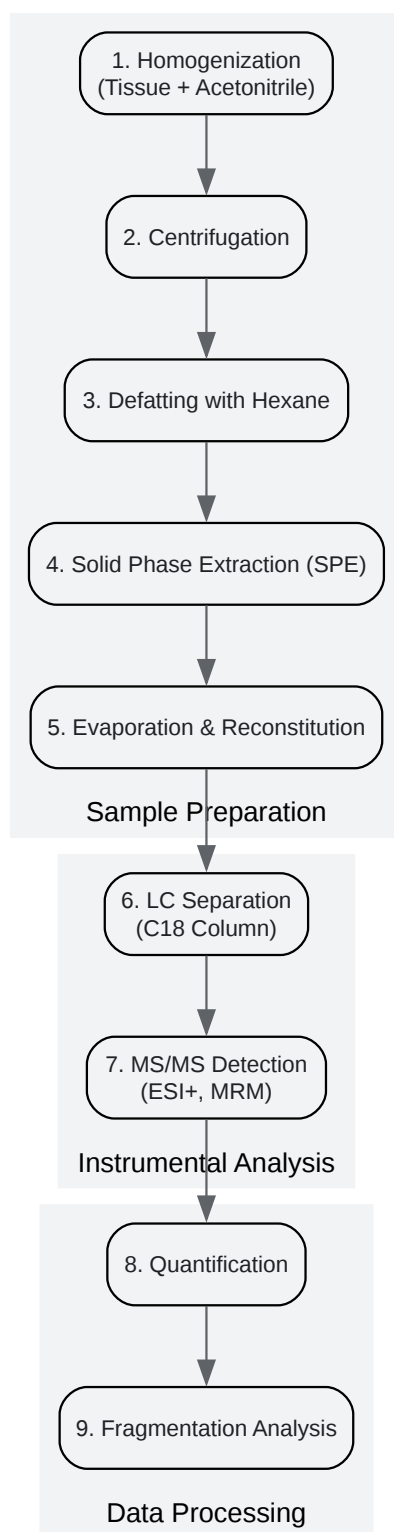 1. Homogenization
(Tissue + Acetonitrile)
2. Centrifugation
3. Defatting with Hexane
4. Solid Phase Extraction (SPE)
5. Evaporation & Reconstitution
Sample Preparation
6. LC Separation
(C18 Column)
7. MS/MS Detection
(ESI+, MRM)
Instrumental Analysis
8. Quantification
9. Fragmentation Analysis
Data Processing